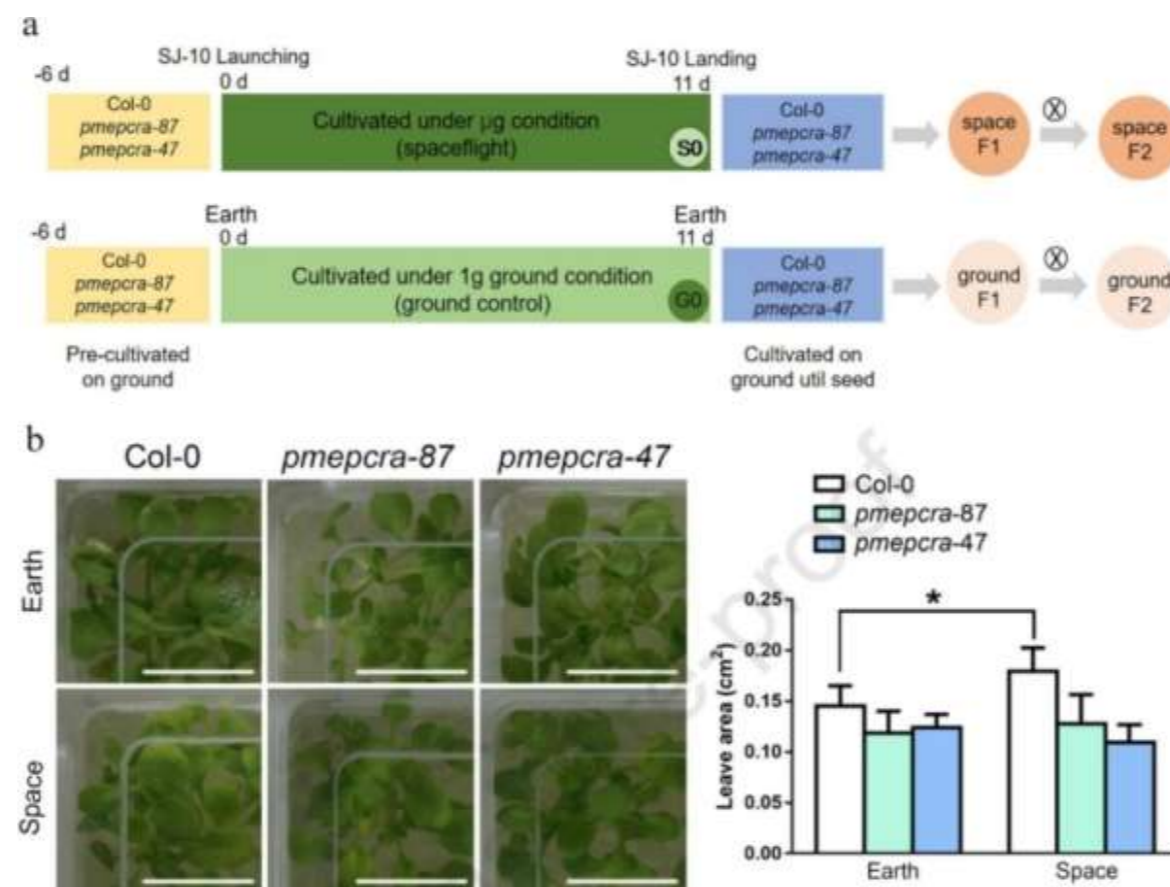 a
SJ-10 Launching
SJ-10 Landing
-6 d
0 d
11 d
Col-0
pmepcra-87
pmepcra-47
Cultivated under μg condition
(spaceflight)
S0
Col-0
pmepcra-87
pmepcra-47
space
F1
space
F2
Earth
Earth
-6 d
0 d
11 d
Col-0
pmepcra-87
pmepcra-47
Cultivated under 1g ground condition
(ground control)
G0
Col-0
pmepcra-87
pmepcra-47
ground
F1
ground
F2
Pre-cultivated
on ground
Cultivated on
ground util seed
b
Col-0
pmepcra-87
pmepcra-47
Earth
Space
Col-0
pmepcra-87
pmepcra-47
*
Leave area (cm²)
0.25
0.20
0.15
0.10
0.05
0.00
Earth
Space